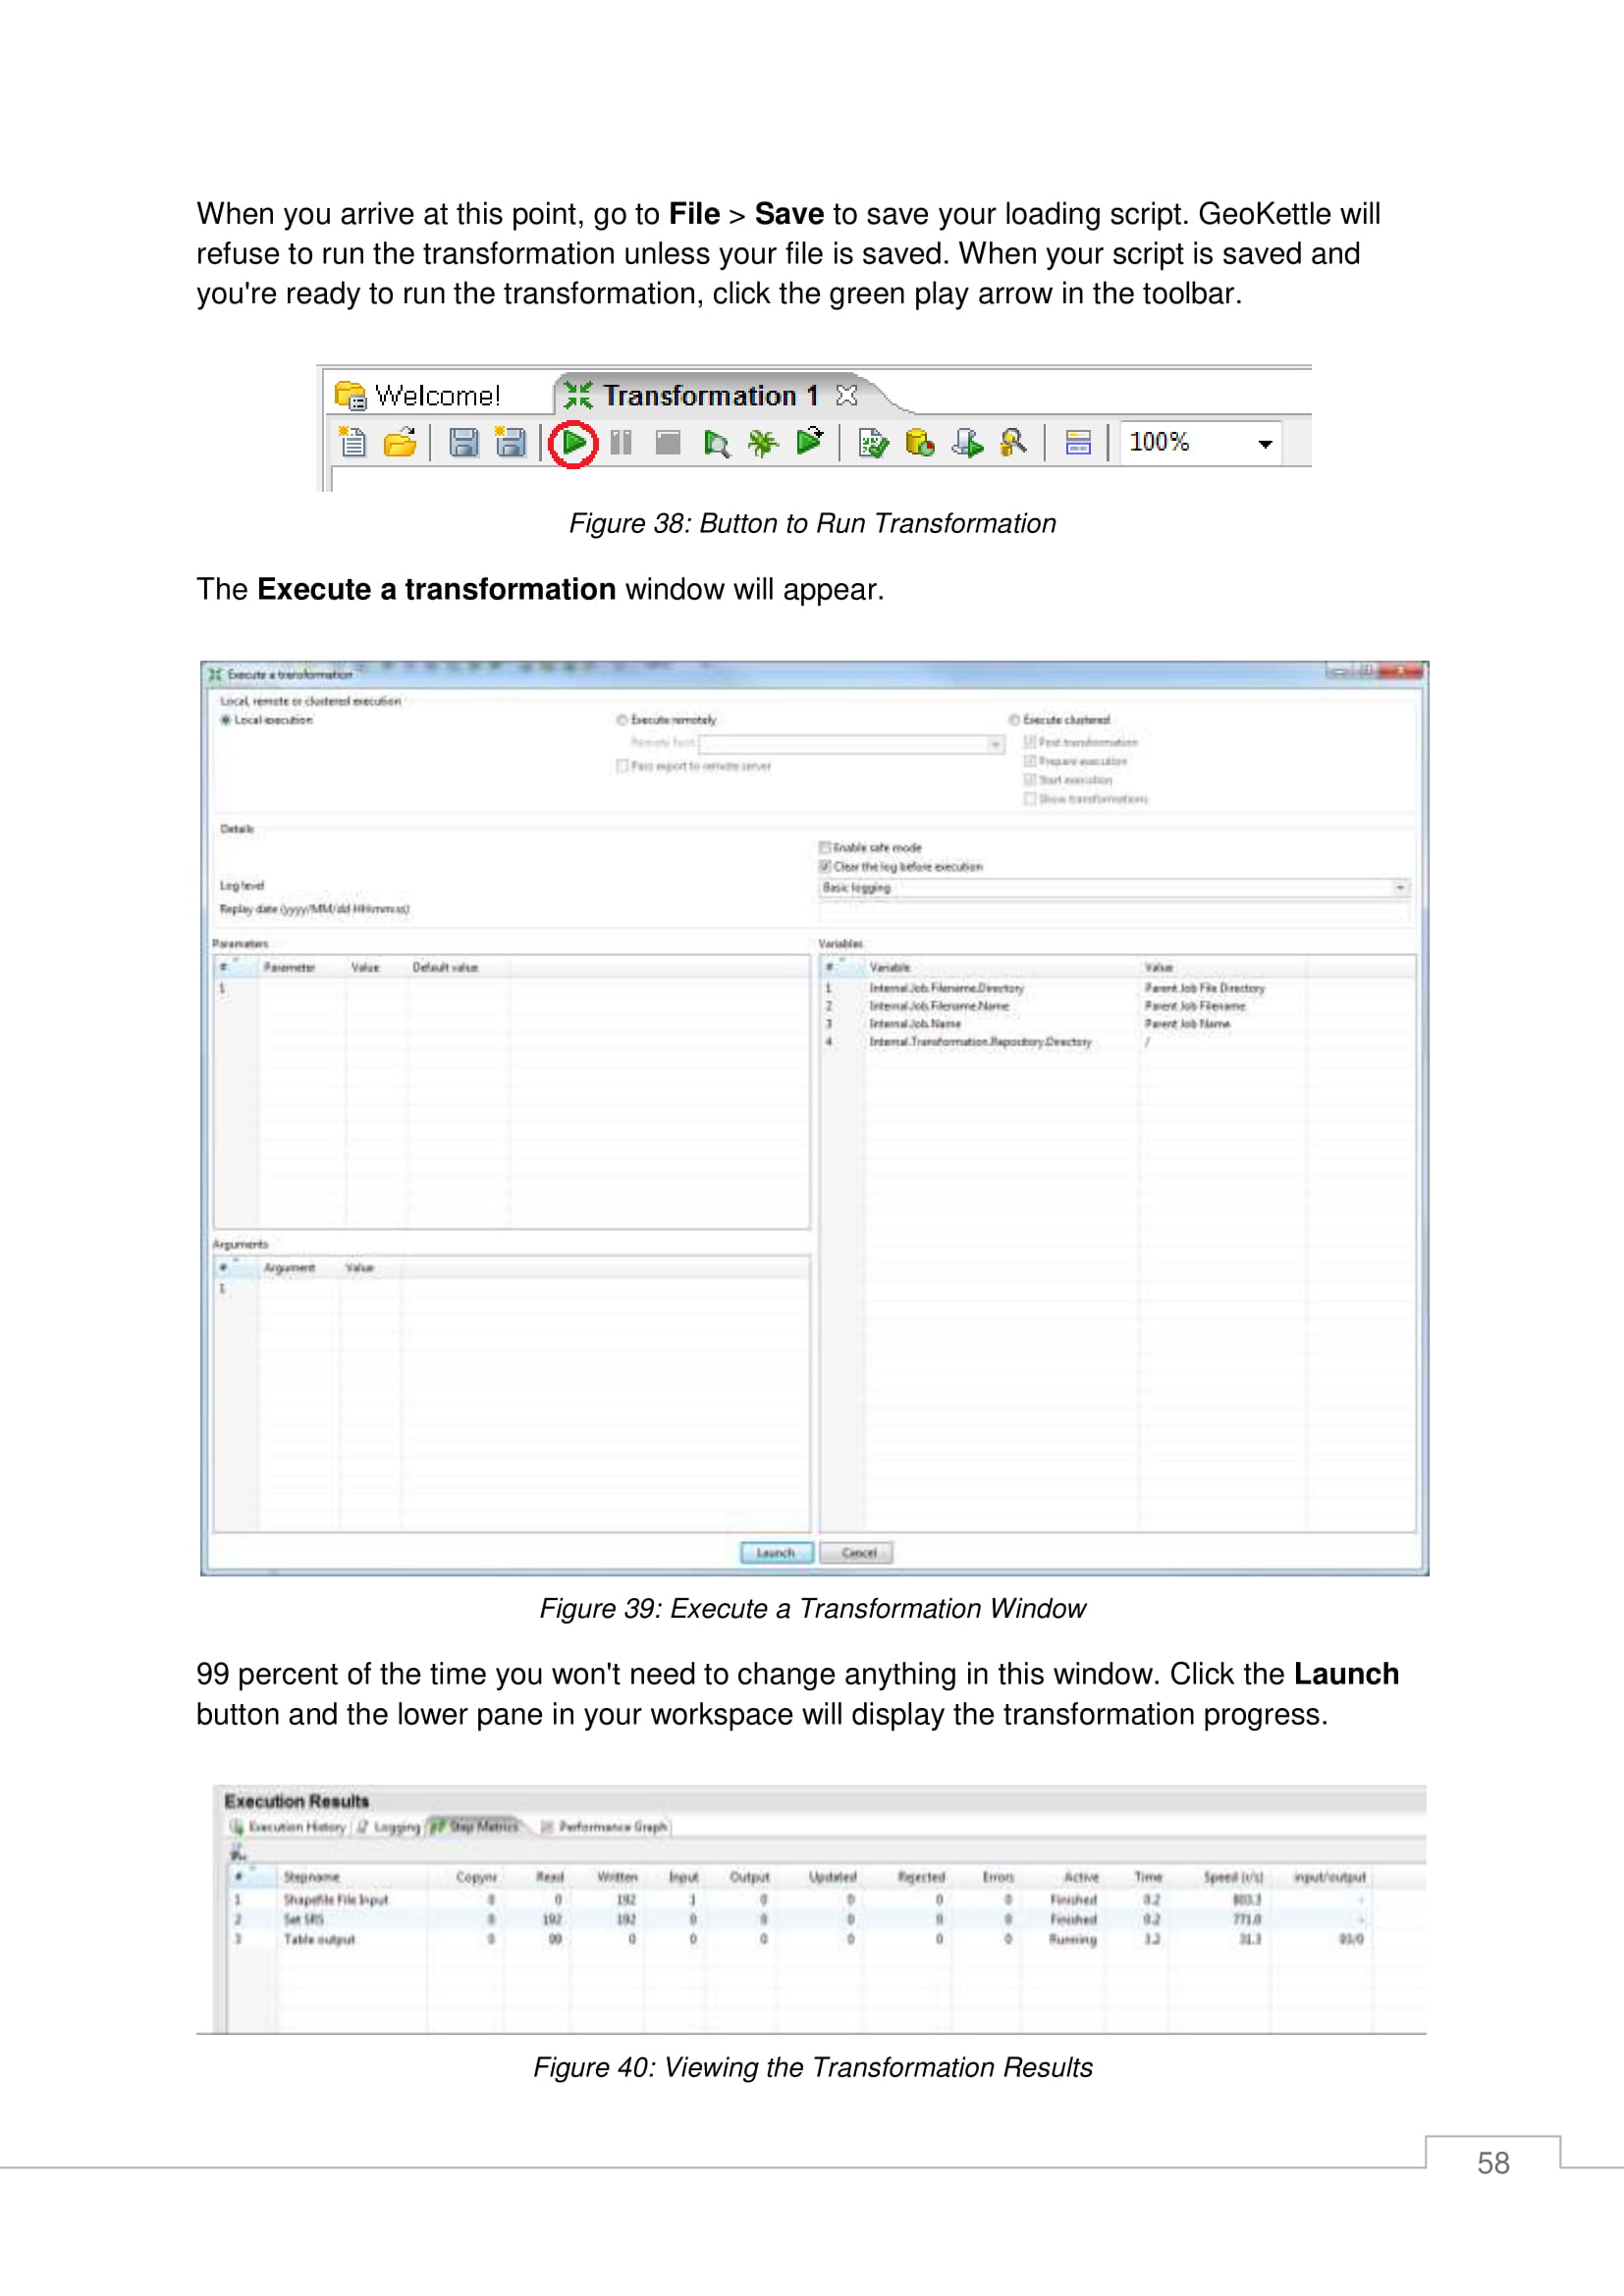 When you arrive at this point, go to File > Save to save your loading script. GeoKettle will
refuse to run the transformation unless your file is saved. When your script is saved and
you're ready to run the transformation, click the green play arrow in the toolbar.
Welcome! Transformation 1
100%
Figure 38: Button to Run Transformation
The Execute a transformation window will appear.
Execute a transformation
Local, remote or clustered execution
Local execution Execute remotely Execute clustered
Remote host Post transformation
Pass export to remote server Prepare execution
Start execution
Show transformations
Details
Enable safe mode
Clear the log before execution
Log level Basic logging
Replay date (yyyy/MM/dd HH:mm:ss)
Parameters Variables
# Parameter Value Default value # Variable Value
1 1 Internal.Job.Filename.Directory Parent Job File Directory
2 Internal.Job.Filename.Name Parent Job Filename
3 Internal.Job.Name Parent Job Name
4 Internal.Transformation.Repository.Directory /
Arguments
# Argument Value
1
Launch Cancel
Figure 39: Execute a Transformation Window
99 percent of the time you won't need to change anything in this window. Click the Launch
button and the lower pane in your workspace will display the transformation progress.
Execution Results
Execution History Logging Step Metrics Performance Graph
# Stepname Copynr Read Written Input Output Updated Rejected Errors Active Time Speed (r/s) input/output
1 Shapefile File Input 0 0 192 1 0 0 0 0 Finished 0.2 803.3 -
2 Set SRS 0 192 192 0 0 0 0 0 Finished 0.2 771.0 -
3 Table output 0 0 0 0 0 0 0 Running 3.2 31.3
Figure 40: Viewing the Transformation Results
58